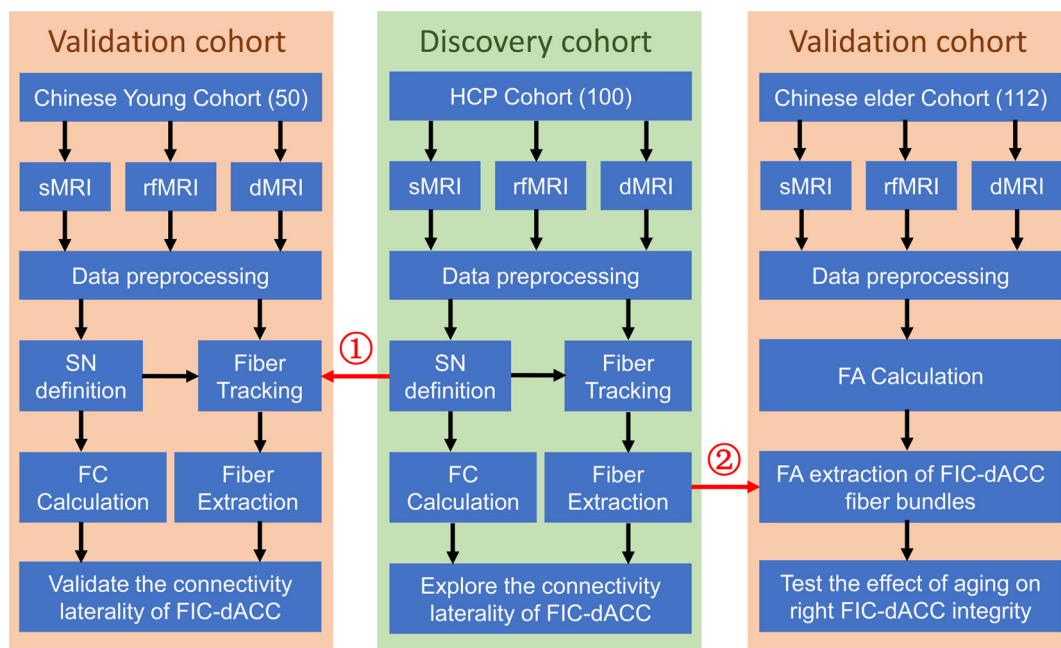 Validation cohort
Chinese Young Cohort (50)
sMRI
rfMRI
dMRI
Data preprocessing
SN
definition
Fiber
Tracking
FC
Calculation
Fiber
Extraction
Validate the connectivity
laterality of FIC-dACC
①
Discovery cohort
HCP Cohort (100)
sMRI
rfMRI
dMRI
Data preprocessing
SN
definition
Fiber
Tracking
FC
Calculation
Fiber
Extraction
Explore the connectivity
laterality of FIC-dACC
②
Validation cohort
Chinese elder Cohort (112)
sMRI
rfMRI
dMRI
Data preprocessing
FA Calculation
FA extraction of FIC-dACC
fiber bundles
Test the effect of aging on
right FIC-dACC integrity